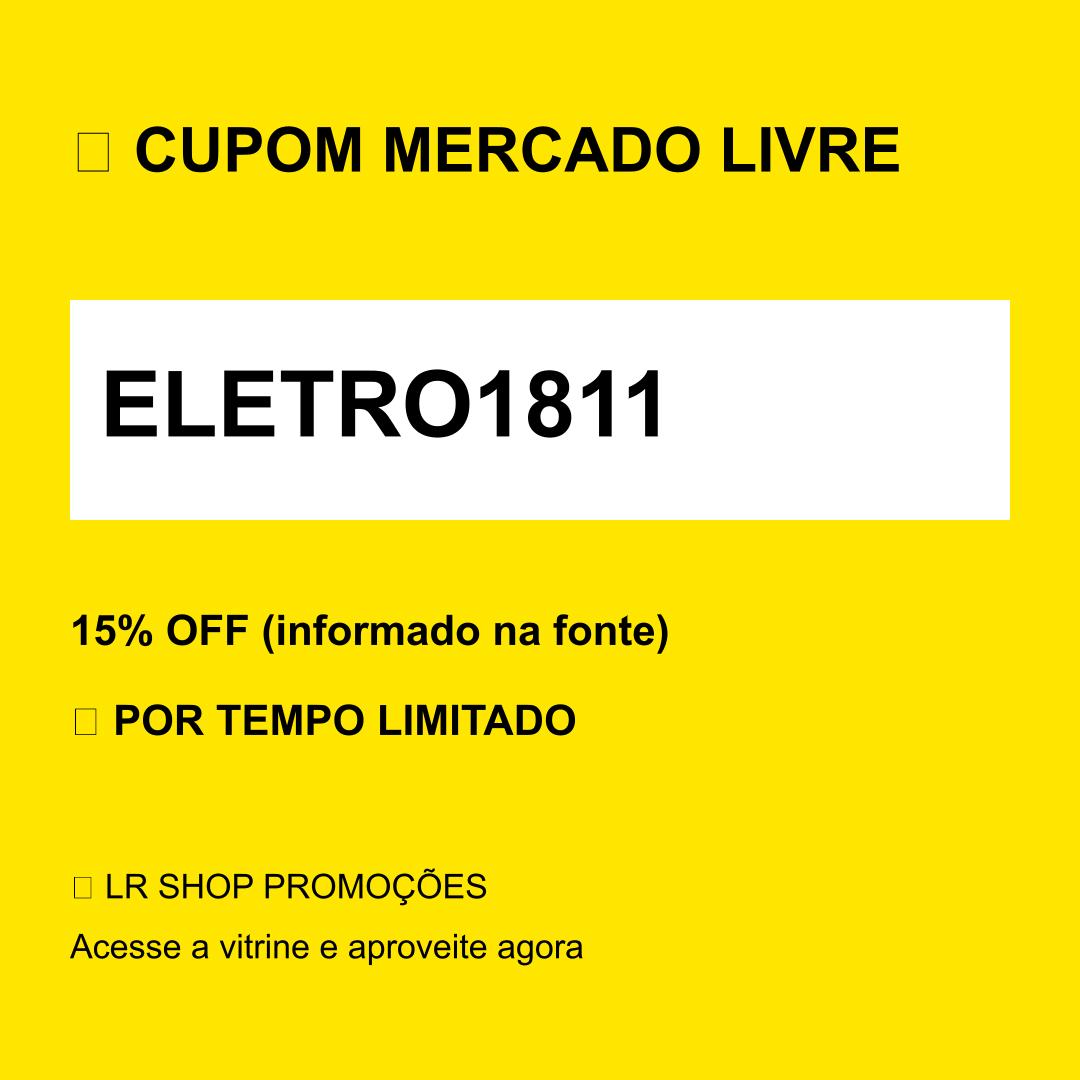 CUPOM MERCADO LIVRE
ELETRO1811
15% OFF (informado na fonte)
POR TEMPO LIMITADO
LR SHOP PROMOÇÕES
Acesse a vitrine e aproveite agora